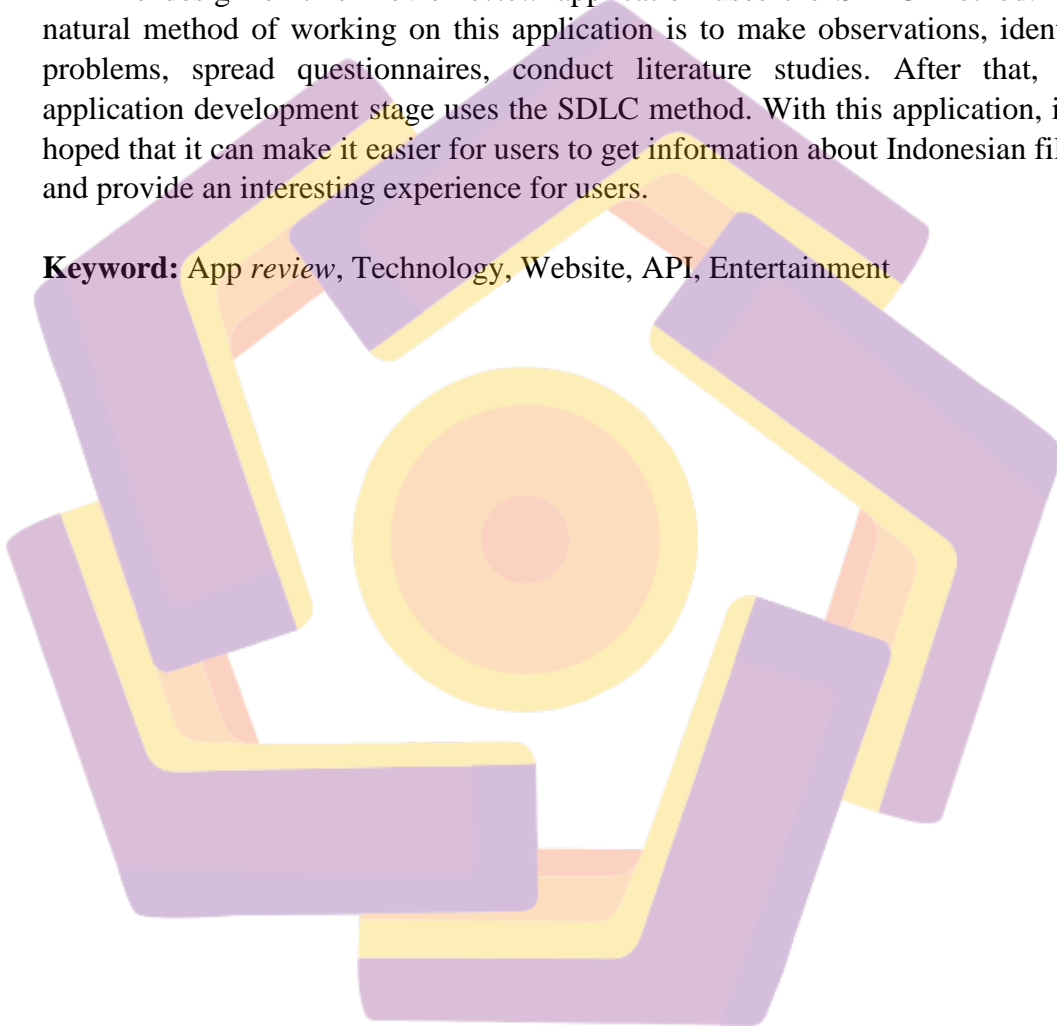 natural method of working on this application is to make observations,
problems, spread questionnaires, conduct literature studies. After that,
application development stage uses the SDLC method. With this application,
hoped that it can make it easier for users to get information about Indonesian
and provide an interesting experience for users.
Keyword: App review, Technology, Website, API, Entertainment